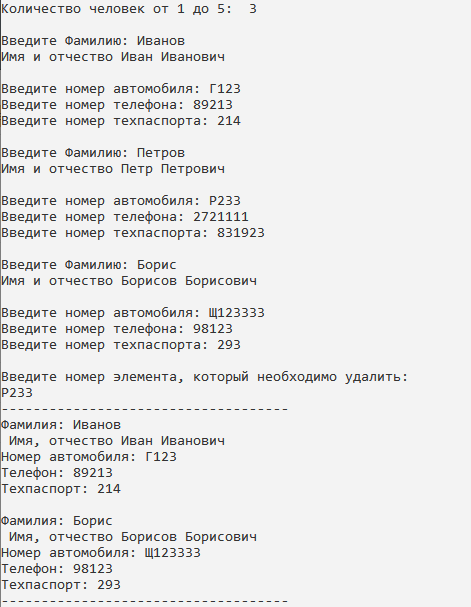 Количество человек от 1 до 5:  3
Введите Фамилию: Иванов
Имя и отчество Иван Иванович
Введите номер автомобиля: Г123
Введите номер телефона: 89213
Введите номер техпаспорта: 214
Введите Фамилию: Петров
Имя и отчество Петр Петрович
Введите номер автомобиля: Р233
Введите номер телефона: 2721111
Введите номер техпаспорта: 831923
Введите Фамилию: Борис
Имя и отчество Борисов Борисович
Введите номер автомобиля: Щ123333
Введите номер телефона: 98123
Введите номер техпаспорта: 293
Введите номер элемента, который необходимо удалить:
Р233
------------------------------------
Фамилия: Иванов
 Имя, отчество Иван Иванович
Номер автомобиля: Г123
Телефон: 89213
Техпаспорт: 214
Фамилия: Борис
 Имя, отчество Борисов Борисович
Номер автомобиля: Щ123333
Телефон: 98123
Техпаспорт: 293
------------------------------------